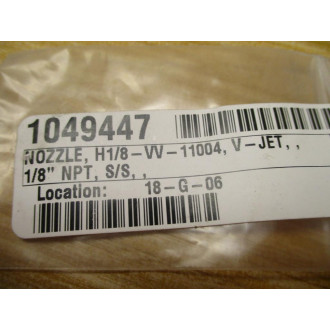 1049447
NOZZLE, H1/8-VV-11004, V-JET, ,
1/8" NPT, S/S, ,
Location: 18-G-06